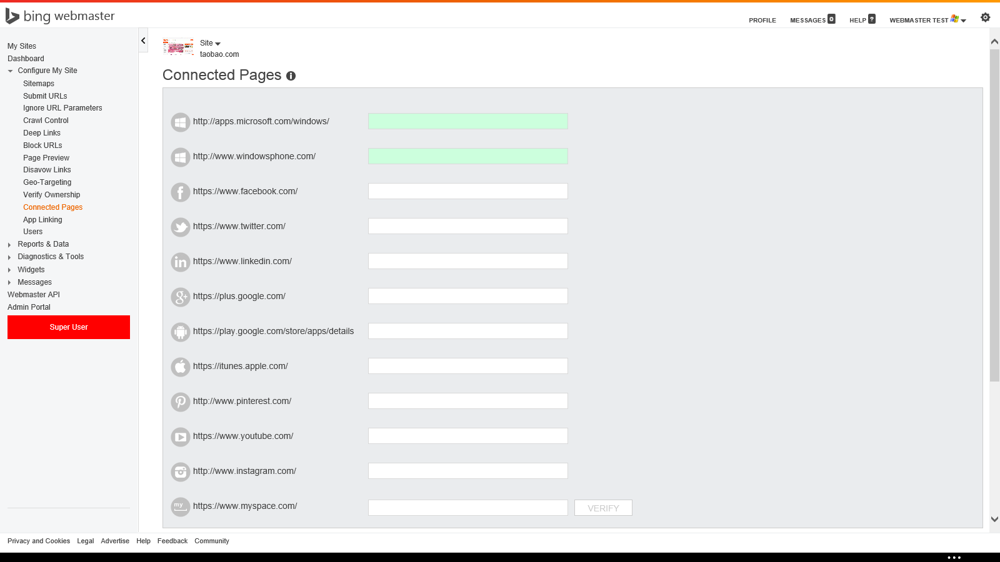 bing webmaster
PROFILE MESSAGES 0 HELP ? WEBMASTER TEST
My Sites
Dashboard
Configure My Site
Sitemaps
Submit URLs
Ignore URL Parameters
Crawl Control
Deep Links
Block URLs
Page Preview
Disavow Links
Geo-Targeting
Verify Ownership
Connected Pages
App Linking
Users
Reports & Data
Diagnostics & Tools
Widgets
Messages
Webmaster API
Admin Portal
Super User
Site
taobao.com
Connected Pages
http://apps.microsoft.com/windows/
http://www.windowsphone.com/
https://www.facebook.com/
https://www.twitter.com/
https://www.linkedin.com/
https://plus.google.com/
https://play.google.com/store/apps/details
https://itunes.apple.com/
http://www.pinterest.com/
https://www.youtube.com/
http://www.instagram.com/
my https://www.myspace.com/ VERIFY
Privacy and Cookies Legal Advertise Help Feedback Community